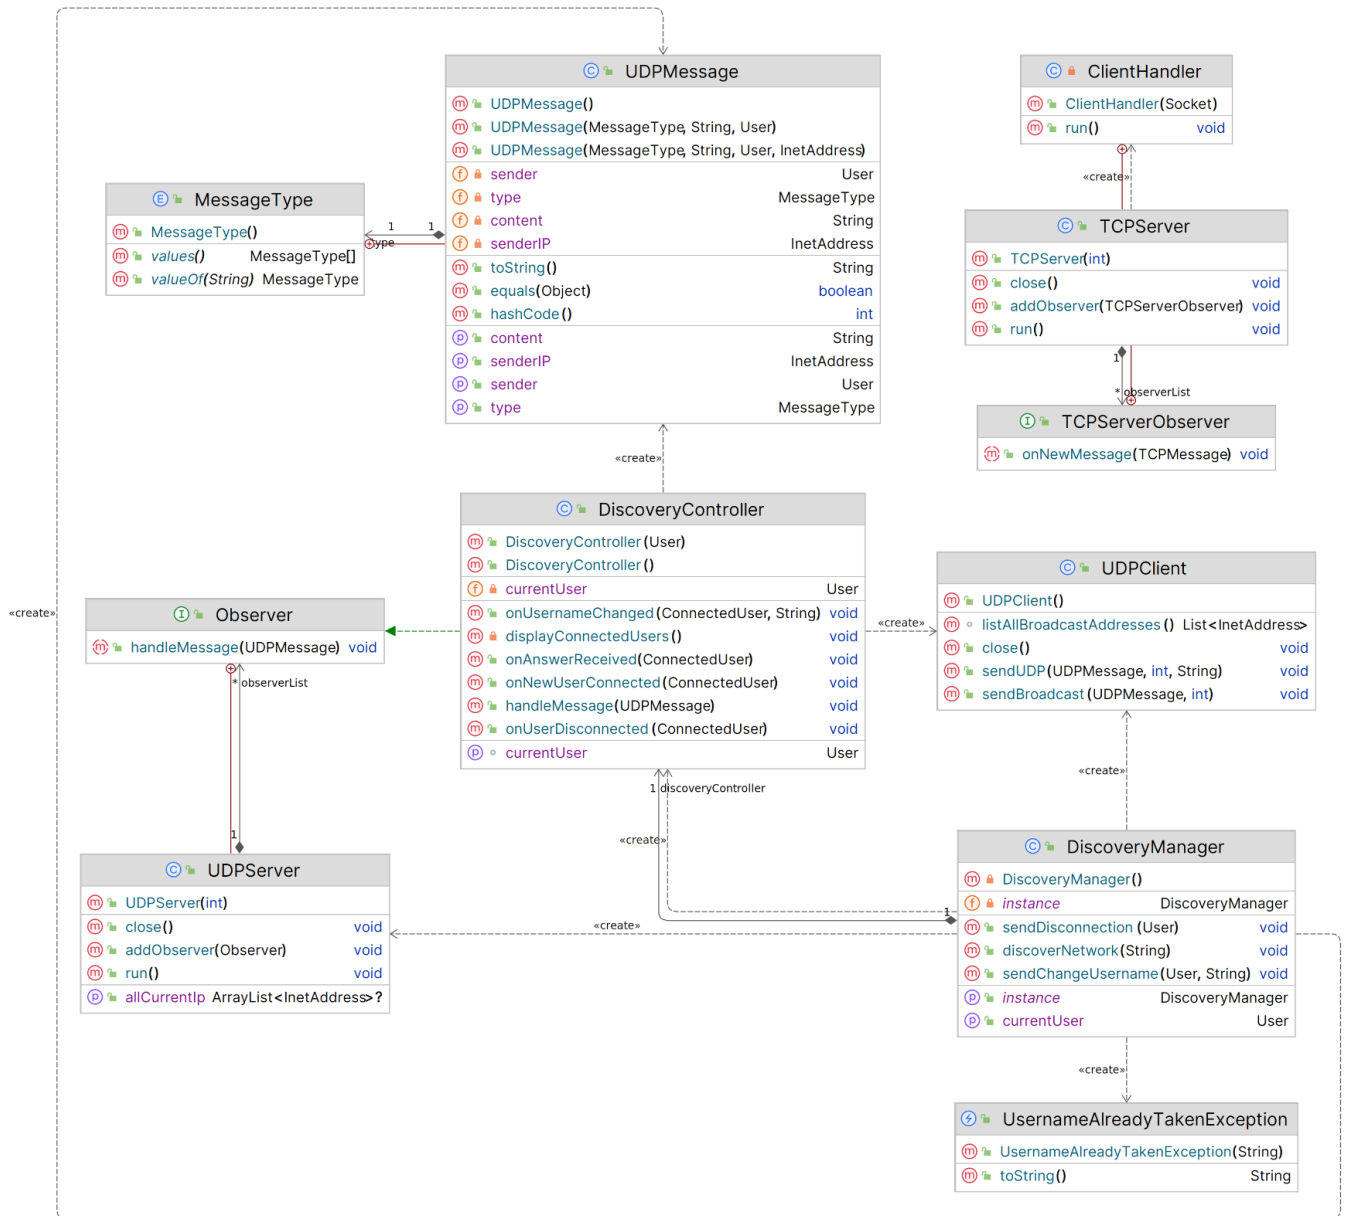 UDPMessage
UDPMessage()
UDPMessage(MessageType, String, User)
UDPMessage(MessageType, String, User, InetAddress)
sender User
type MessageType
content String
senderIP InetAddress
toString() String
equals(Object) boolean
hashCode() int
content String
senderIP InetAddress
sender User
type MessageType
ClientHandler
ClientHandler(Socket)
run() void
«create»
TCPServer
TCPServer(int)
close() void
addObserver(TCPServerObserver) void
run() void
1
* observerList
TCPServerObserver
onNewMessage(TCPMessage) void
MessageType
MessageType()
values() MessageType[]
valueOf(String) MessageType
1 1
type
«create»
DiscoveryController
DiscoveryController(User)
DiscoveryController()
currentUser User
onUsernameChanged(ConnectedUser, String) void
displayConnectedUsers() void
onAnswerReceived(ConnectedUser) void
onNewUserConnected(ConnectedUser) void
handleMessage(UDPMessage) void
onUserDisconnected(ConnectedUser) void
currentUser User
«create»
UDPClient
UDPClient()
listAllBroadcastAddresses() List<InetAddress>
close() void
sendUDP(UDPMessage, int, String) void
sendBroadcast(UDPMessage, int) void
«create»
Observer
handleMessage(UDPMessage) void
* observerList
1
«create»
1 discoveryController
«create»
«create»
UDPServer
UDPServer(int)
close() void
addObserver(Observer) void
run() void
allCurrentIp ArrayList<InetAddress>?
«create»
1
DiscoveryManager
DiscoveryManager()
instance DiscoveryManager
sendDisconnection(User) void
discoverNetwork(String) void
sendChangeUsername(User, String) void
instance DiscoveryManager
currentUser User
«create»
UsernameAlreadyTakenException
UsernameAlreadyTakenException(String)
toString() String